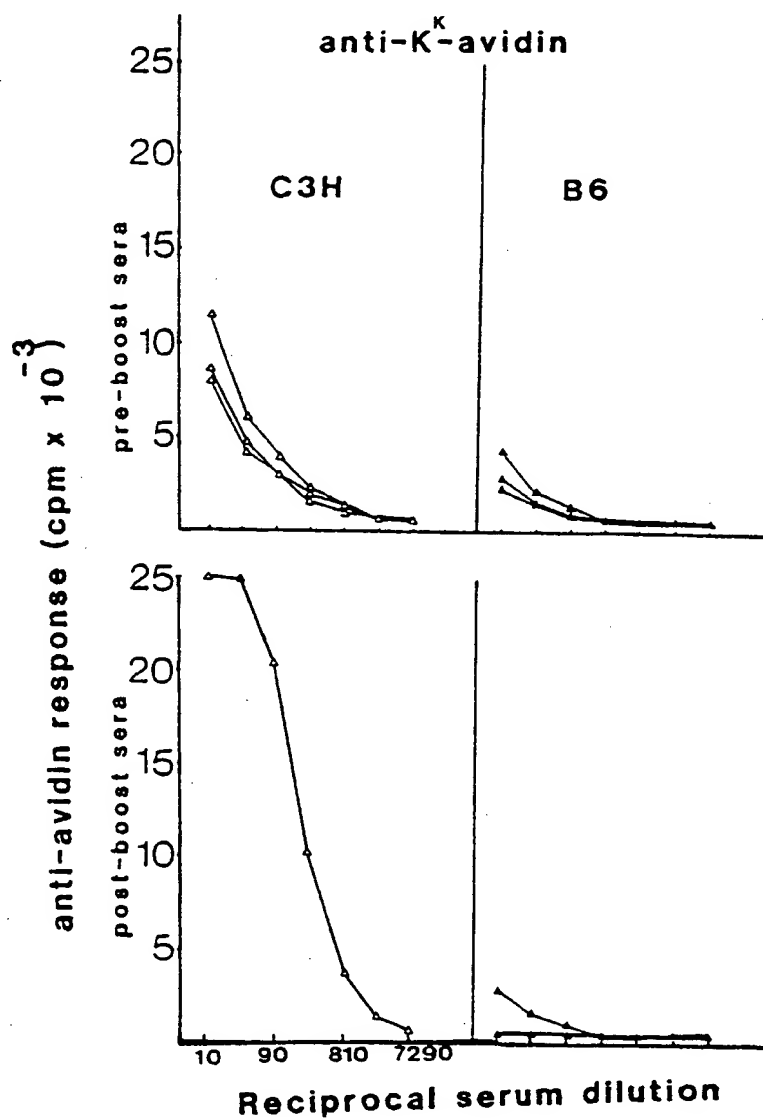 anti-K^K-avidin
25
20
15
10
5
C3H
B6
pre-boost sera
anti-avidin response (cpm x 10^-3)
post-boost sera
25
20
15
10
5
10 90 810 7290
Reciprocal serum dilution